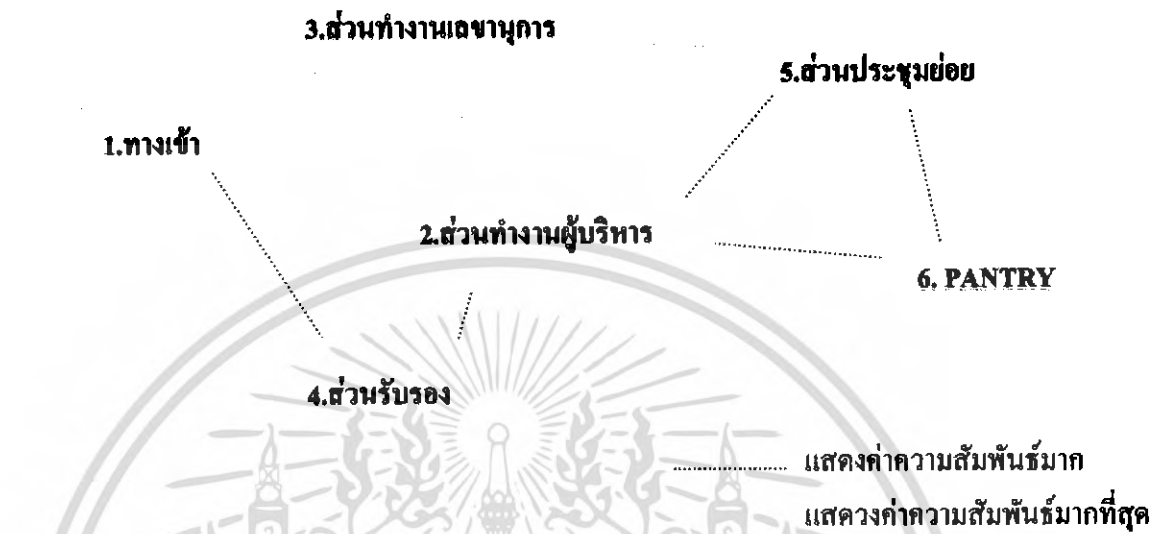 3.ส่วนทำงานเลขานุการ
5.ส่วนประชุมย่อย
1.ทางเข้า
2.ส่วนทำงานผู้บริหาร
6. PANTRY
4.ส่วนรับรอง
แสดงค่าความสัมพันธ์มาก
แสดวงค่าความสัมพันธ์มากที่สุด